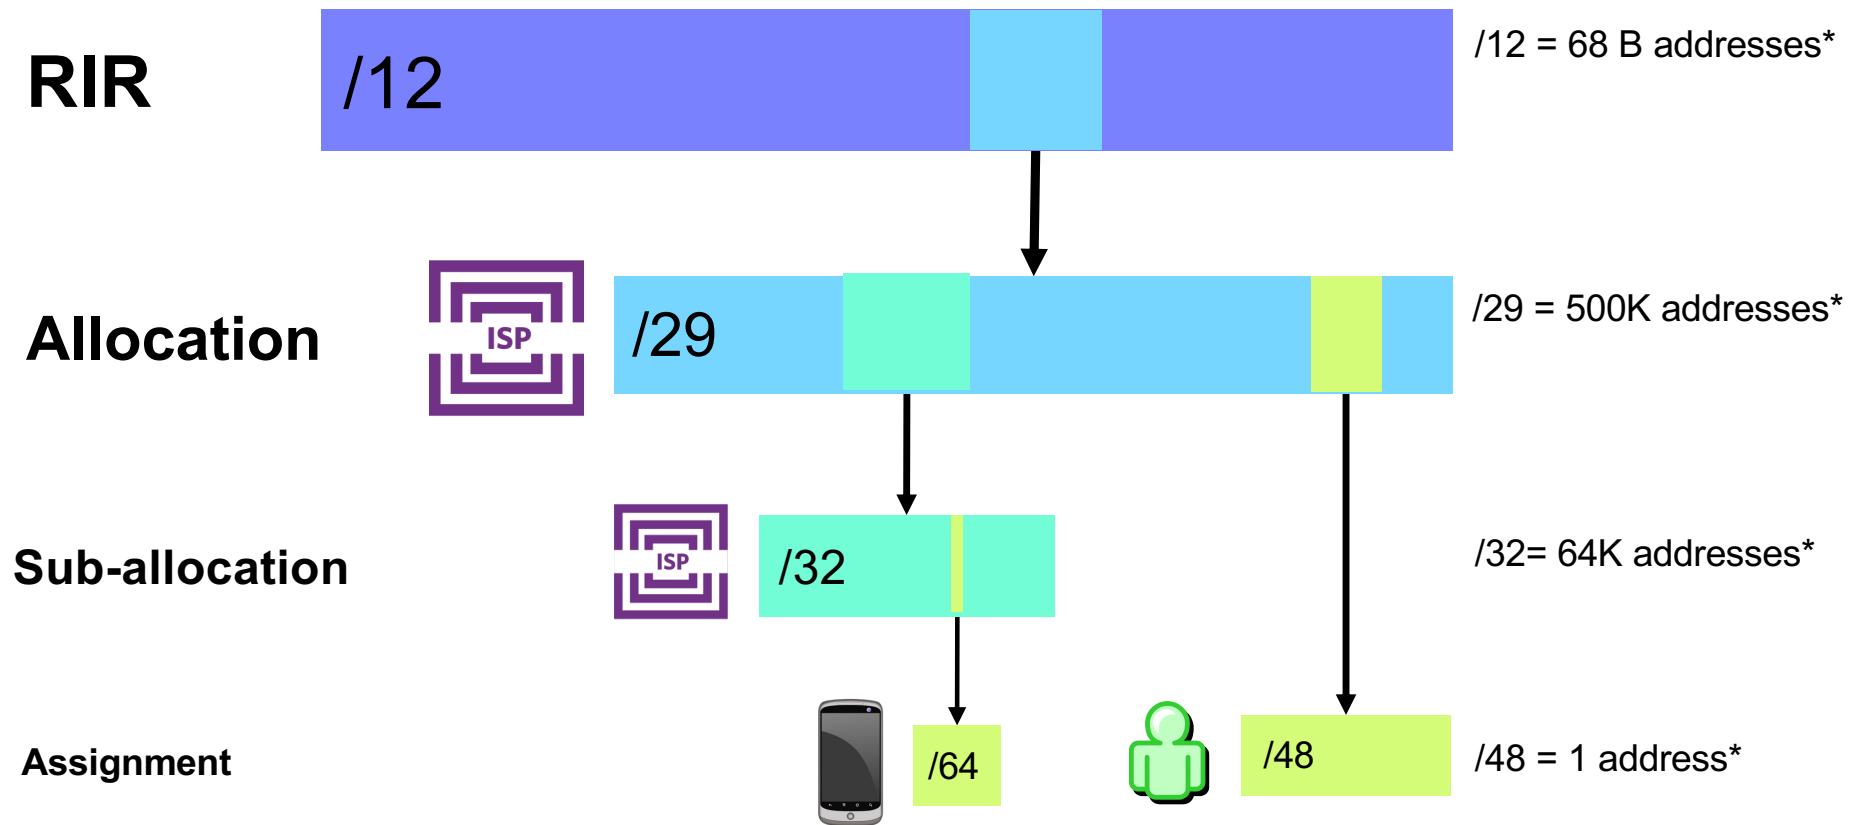 RIR
/12
/12 = 68 B addresses*
Allocation
ISP
/29
/29 = 500K addresses*
Sub-allocation
ISP
/32
/32= 64K addresses*
Assignment
/64
/48
/48 = 1 address*